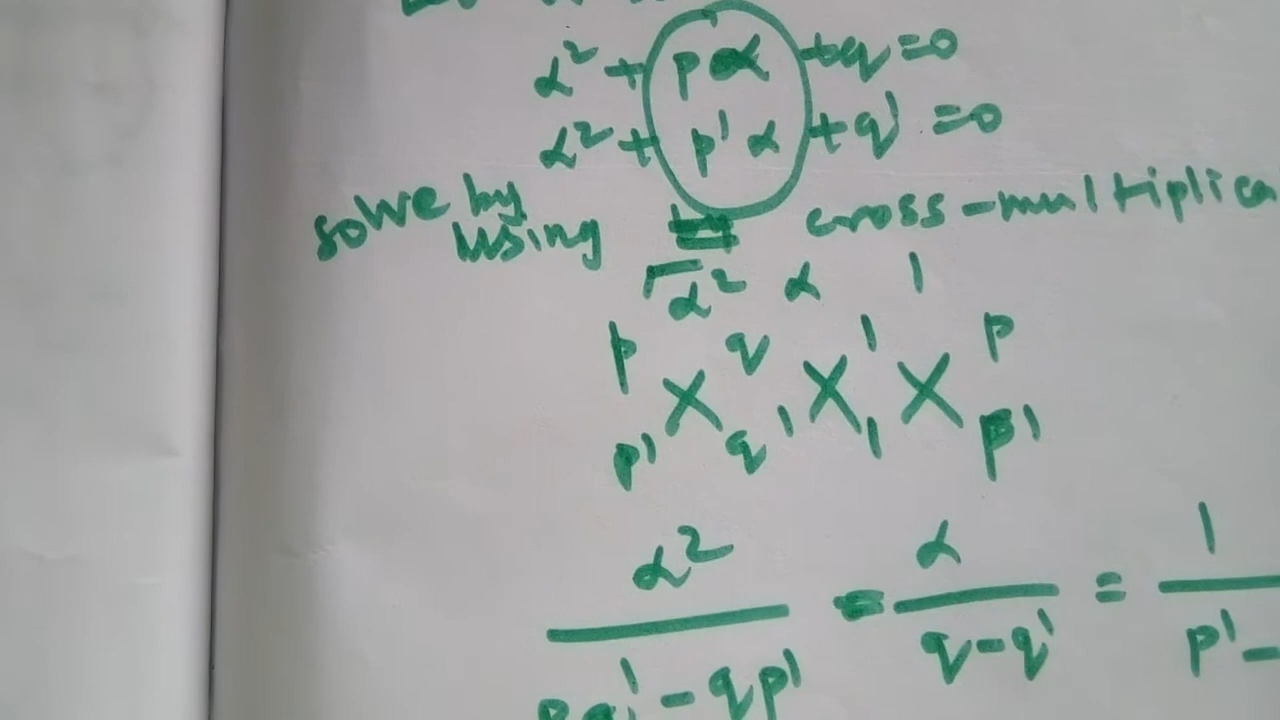 α² + pα + q = 0
α² + p' α + q' = 0
solve by
using cross-multiplica
α² α 1
p q 1 p
p' q' 1 p'
α² = α = 1
pq' - qp' q - q' p' -